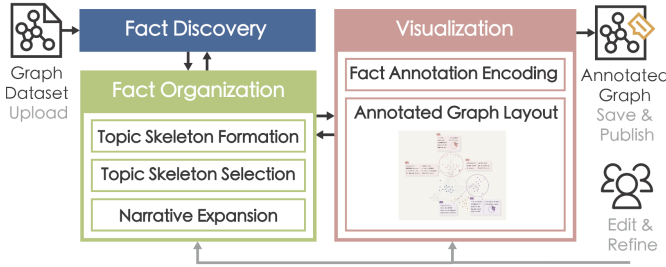 Graph
Dataset
Upload
Fact Discovery
Fact Organization
Topic Skeleton Formation
Topic Skeleton Selection
Narrative Expansion
Visualization
Fact Annotation Encoding
Annotated Graph Layout
Annotated
Graph
Save &
Publish
Edit &
Refine